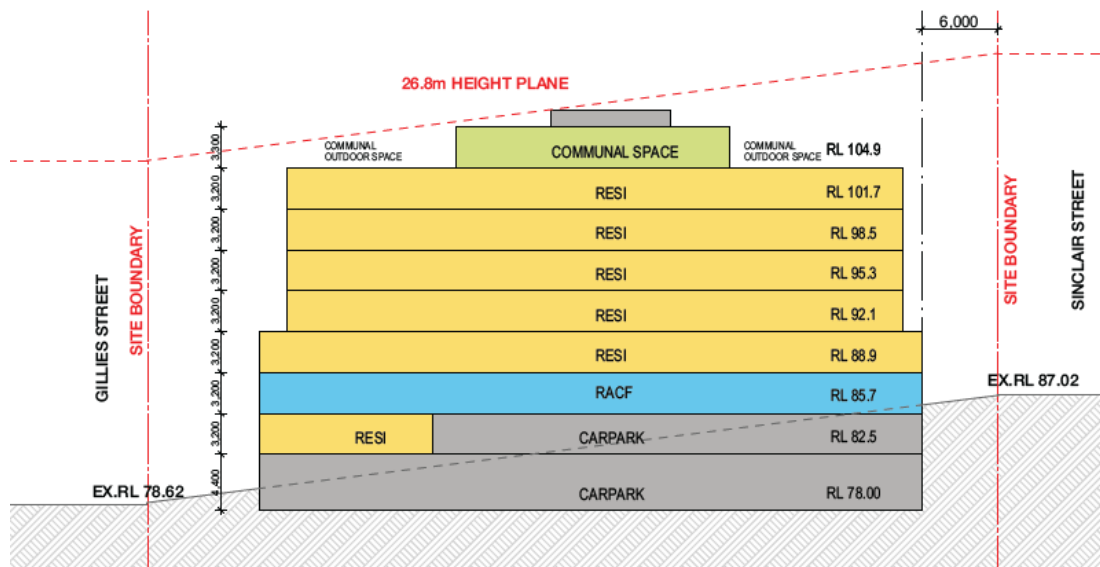 6,000
26.8m HEIGHT PLANE
3,300
COMMUNAL
OUTDOOR SPACE
COMMUNAL SPACE
COMMUNAL
OUTDOOR SPACE
RL 104.9
3,200
RESI
RL 101.7
3,200
RESI
RL 98.5
3,200
RESI
RL 95.3
3,200
RESI
RL 92.1
3,200
RESI
RL 88.9
3,200
RACF
RL 85.7
3,200
RESI
CARPARK
RL 82.5
4,400
CARPARK
RL 78.00
GILLIES STREET
SITE BOUNDARY
SITE BOUNDARY
SINCLAIR STREET
EX.RL 87.02
EX.RL 78.62